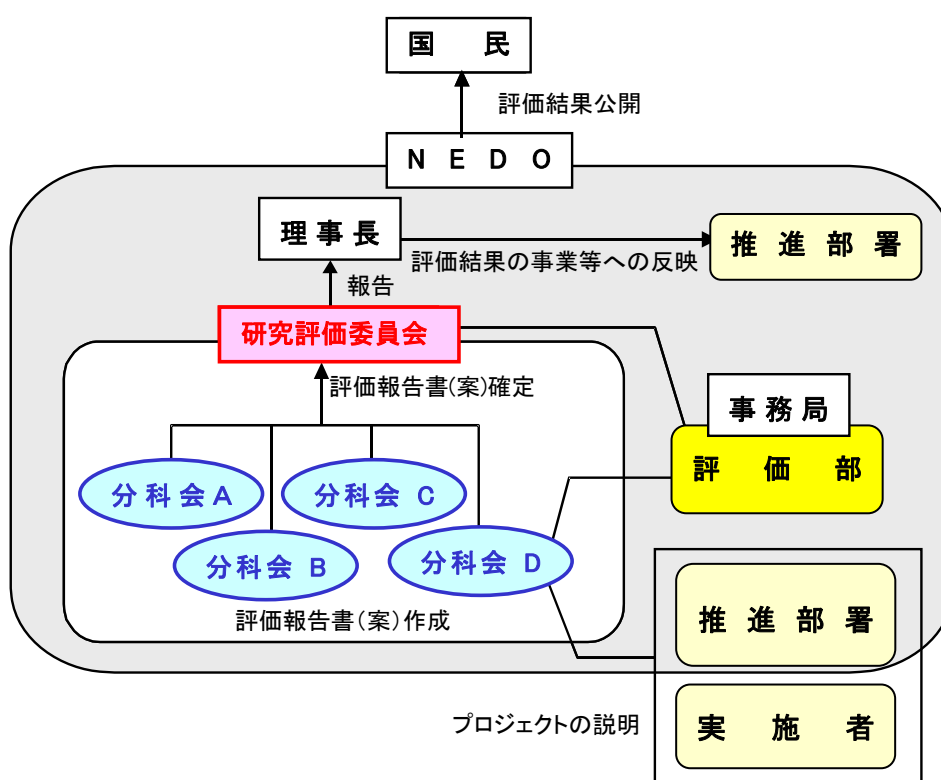 国 民
評価結果公開
N E D O
理事長
推進部署
評価結果の事業等への反映
報告
研究評価委員会
評価報告書(案)確定
事務局
評 価 部
分科会A
分科会 C
分科会 B
分科会 D
評価報告書(案)作成
推進部署
プロジェクトの説明
実 施 者